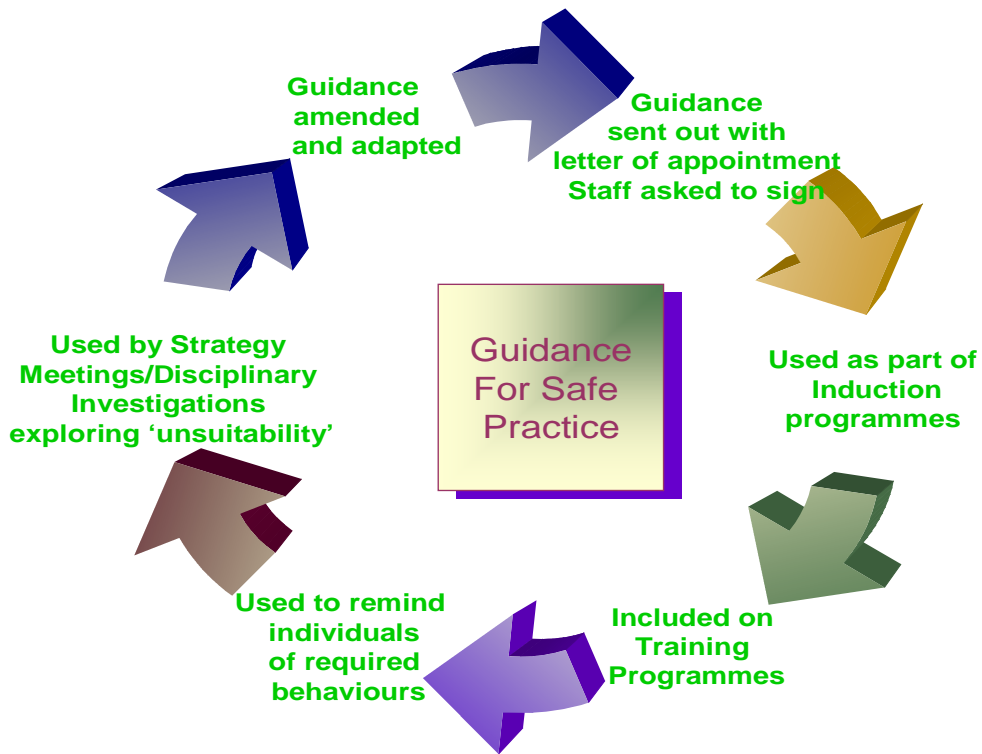 Guidance
amended
and adapted
Guidance
sent out with
letter of appointment
Staff asked to sign
Used as part of
Induction
programmes
Included on
Training
Programmes
Used to remind
individuals
of required
behaviours
Used by Strategy
Meetings/Disciplinary
Investigations
exploring ‘unsuitability’
Guidance
For Safe
Practice